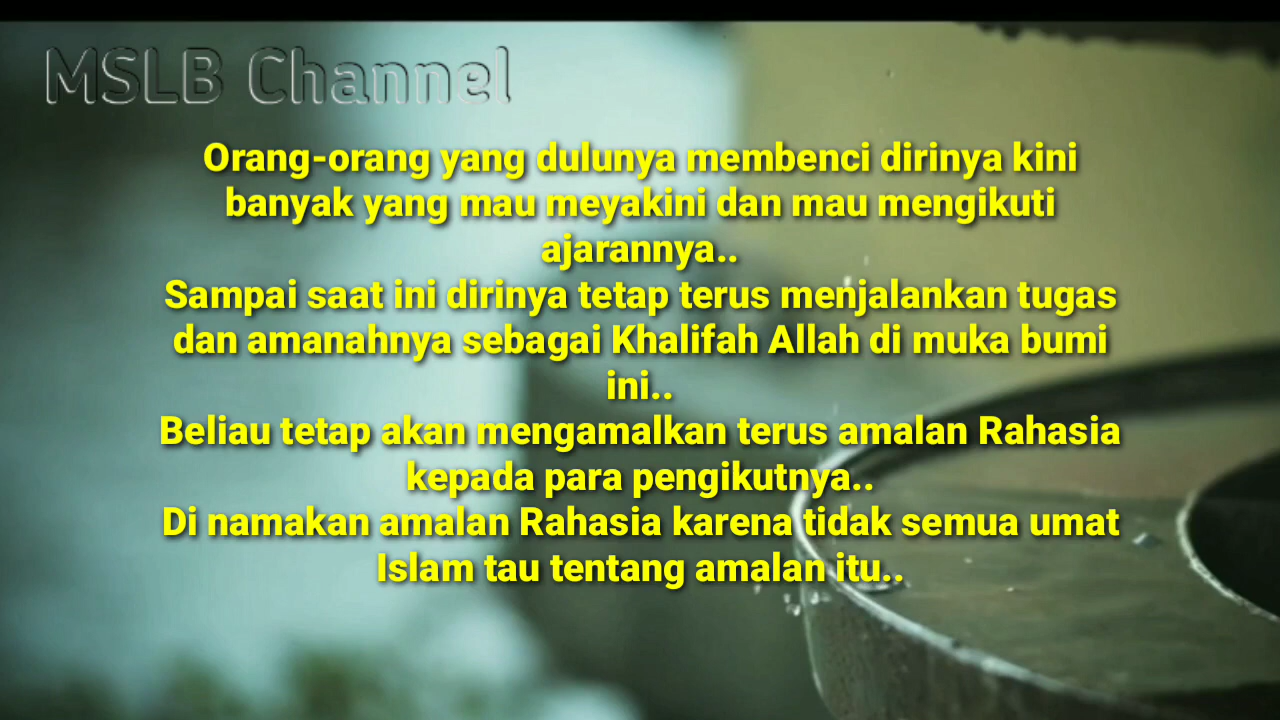 MSLB Channel
Orang-orang yang dulunya membenci dirinya kini
banyak yang mau meyakini dan mau mengikuti
ajarannya..
Sampai saat ini dirinya tetap terus menjalankan tugas
dan amanahnya sebagai Khalifah Allah di muka bumi
ini..
Beliau tetap akan mengamalkan terus amalan Rahasia
kepada para pengikutnya..
Di namakan amalan Rahasia karena tidak semua umat
Islam tau tentang amalan itu..